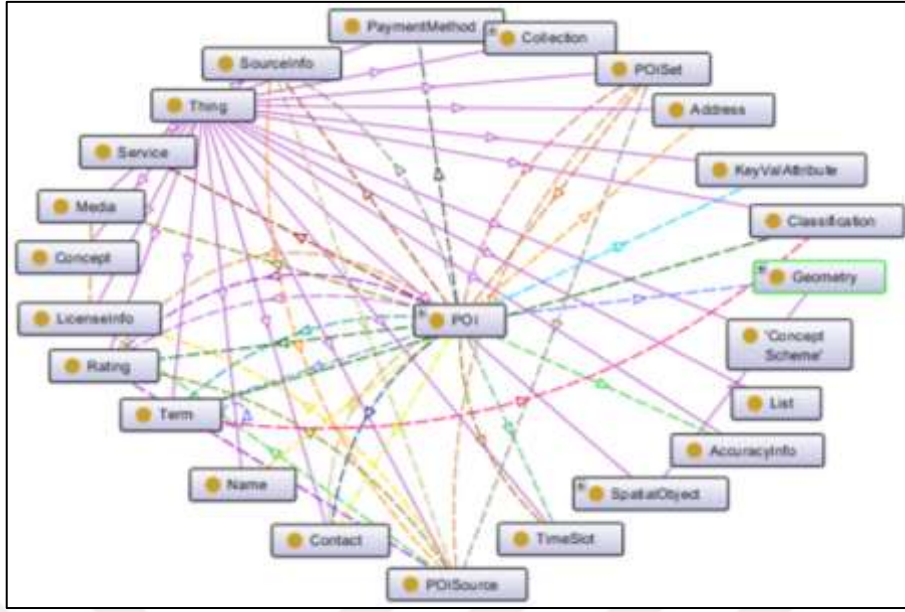 PaymentMethod
Collection
SourceInfo
POISet
Thing
Address
Service
KeyValAttribute
Media
Classification
Concept
Geometry
LicenseInfo
POI
'Concept
Scheme'
Rating
List
Term
AccuracyInfo
Name
SpatialObject
Contact
TimeSlot
POISource